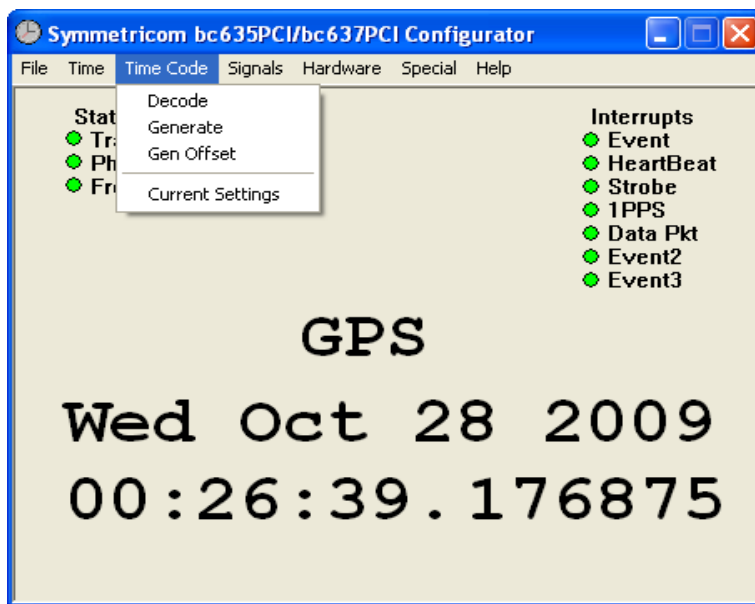 Symmetricom bc635PCI/bc637PCI Configurator
File Time Time Code Signals Hardware Special Help
Decode
Generate
Gen Offset
Current Settings
Interrupts
Event
HeartBeat
Strobe
1PPS
Data Pkt
Event2
Event3
GPS
Wed Oct 28 2009
00:26:39.176875